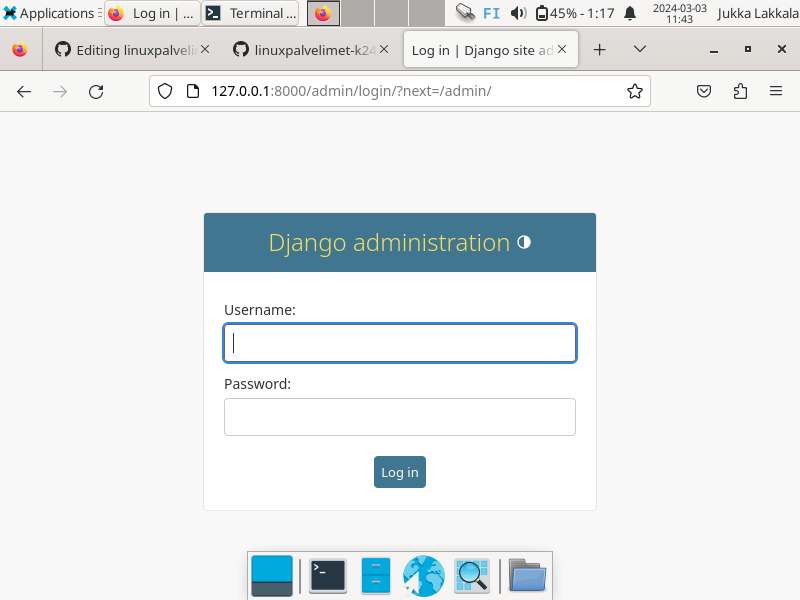 Applications
Log in | ...
Terminal ...
FI
45% - 1:17
2024-03-03
11:43
Jukka Lakkala
Editing linuxpalveli
linuxpalvelimet-k24
Log in | Django site ad
127.0.0.1:8000/admin/login/?next=/admin/
Django administration
Username:
Password:
Log in